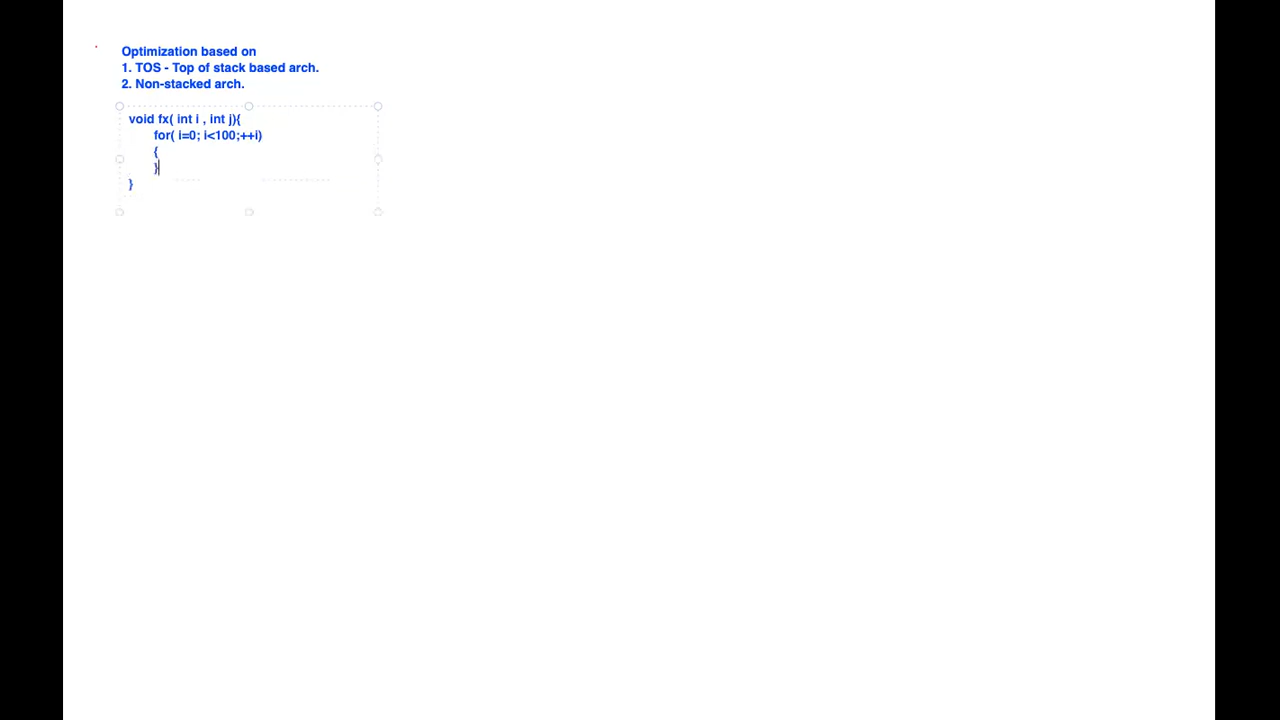 Optimization based on
1. TOS - Top of stack based arch.
2. Non-stacked arch.
void fx( int i , int j){
for( i=0; i<100;++i)
{
}
}